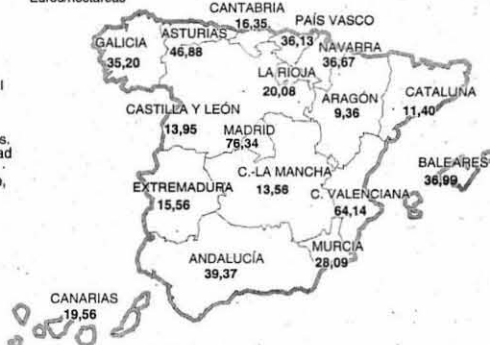 Euros/hectáreas
CANTABRIA
16,35
PAÍS VASCO
36,13
ASTURIAS
46,88
GALICIA
35,20
NAVARRA
36,67
LA RIOJA
20,08
ARAGÓN
9,36
CATALUÑA
11,40
CASTILLA Y LEÓN
13,95
MADRID
76,34
BALEARES
36,99
C.-LA MANCHA
13,56
EXTREMADURA
15,56
C. VALENCIANA
64,14
MURCIA
28,09
ANDALUCÍA
39,37
CANARIAS
19,56